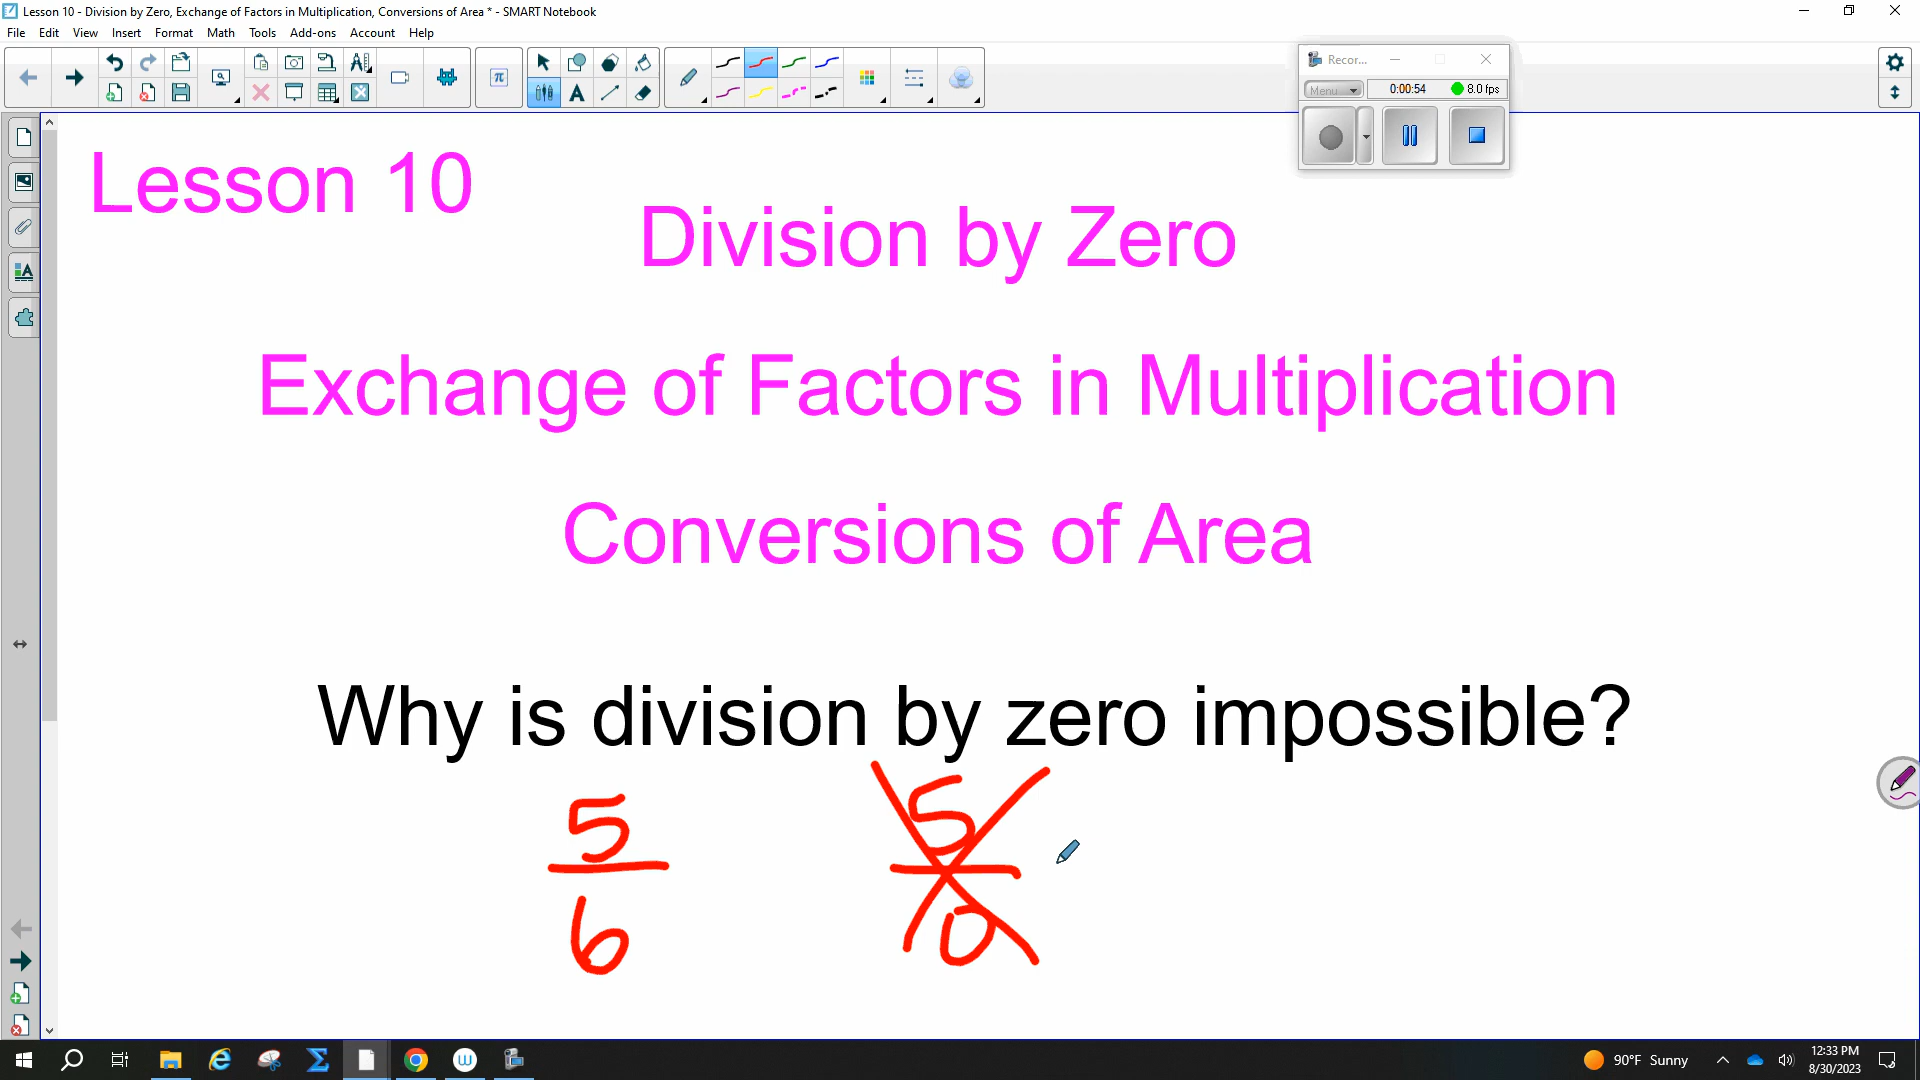 Lesson 10 - Division by Zero, Exchange of Factors in Multiplication, Conversions of Area * - SMART Notebook
File Edit View Insert Format Math Tools Add-ons Account Help
Recor...
Menu 0:00:54 8.0 fps
Lesson 10
Division by Zero
Exchange of Factors in Multiplication
Conversions of Area
Why is division by zero impossible?
5 5
6 0
90°F Sunny
12:33 PM
8/30/2023